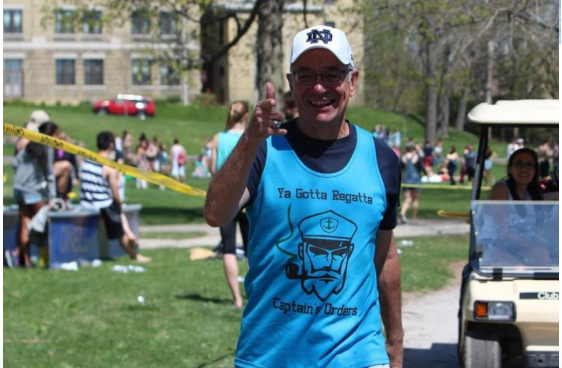 ND
Ya Gotta Regatta
Captain's Orders
Club